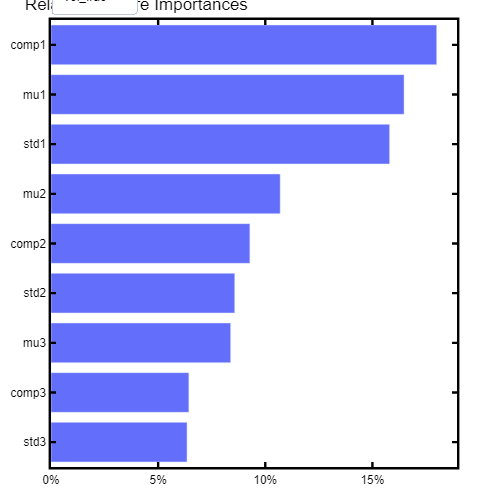 Rela
e Importances
comp1
mu1
std1
mu2
comp2
std2
mu3
comp3
std3
0% 5% 10% 15%